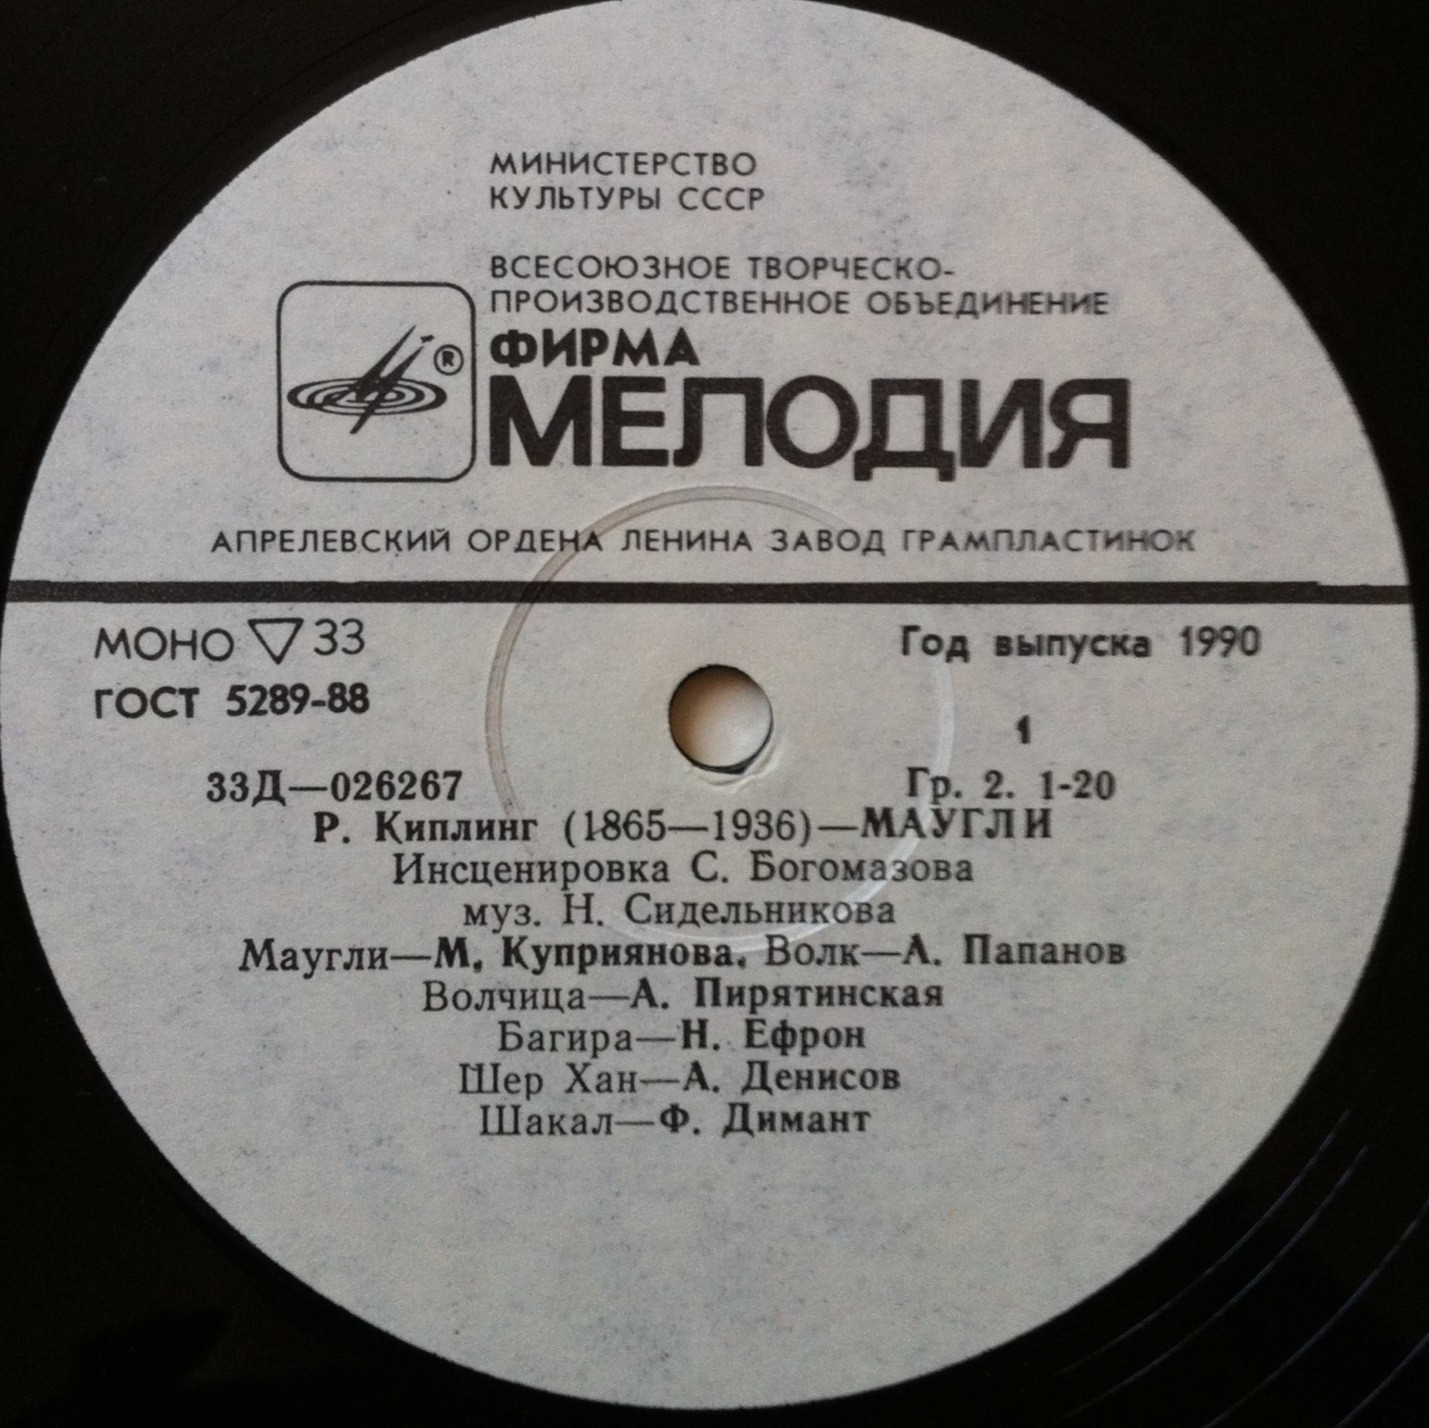 МИНИСТЕРСТВО
КУЛЬТУРЫ СССР
ВСЕСОЮЗНОЕ ТВОРЧЕСКО-
ПРОИЗВОДСТВЕННОЕ ОБЪЕДИНЕНИЕ
ФИРМА
®
МЕЛОДИЯ
АПРЕЛЕВСКИЙ ОРДЕНА ЛЕНИНА ЗАВОД ГРАМПЛАСТИНОК
МОНО ▽ 33
Год выпуска 1990
ГОСТ 5289-88
1
33Д—026267
Гр. 2. 1-20
Р. Киплинг (1865—1936)—МАУГЛИ
Инсценировка С. Богомазова
муз. Н. Сидельникова
Маугли—М. Куприянова. Волк—А. Папанов
Волчица—А. Пирятинская
Багира—Н. Ефрон
Шер Хан—А. Денисов
Шакал—Ф. Димант